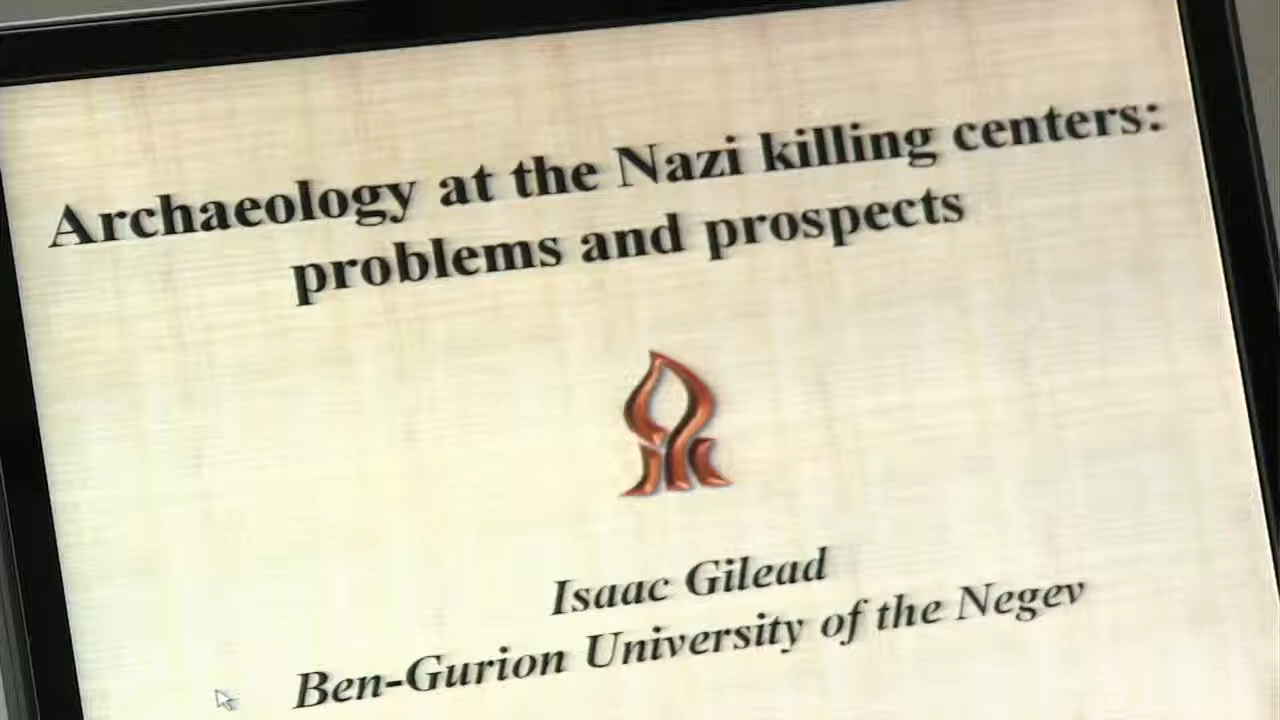 Archaeology at the Nazi killing centers:
problems and prospects
Isaac Gilead
Ben-Gurion University of the Negev